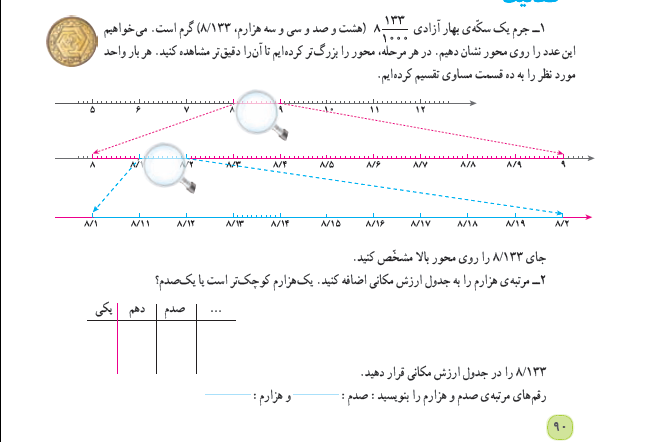 ۱ــ جرم یک سکّه‌ی بهار آزادی ۸ ۱۳۳/۱۰۰۰ (هشت و صد و سی و سه هزارم، ۸/۱۳۳) گرم است. می‌خواهیم
این عدد را روی محور نشان دهیم. در هر مرحله، محور را بزرگ‌تر کرده‌ایم تا آن‌را دقیق‌تر مشاهده کنید. هر بار واحد
مورد نظر را به ده قسمت مساوی تقسیم کرده‌ایم.
۵ ۶ ۷ ۸ ۹ ۱۰ ۱۱ ۱۲
۸ ۸/۲ ۸/۳ ۸/۴ ۸/۵ ۸/۶ ۸/۷ ۸/۸ ۸/۹ ۹
۸/۱ ۸/۱۱ ۸/۱۲ ۸/۱۳ ۸/۱۴ ۸/۱۵ ۸/۱۶ ۸/۱۷ ۸/۱۸ ۸/۱۹ ۸/۲
جای ۸/۱۳۳ را روی محور بالا مشخّص کنید.
۲ــ مرتبه‌ی هزارم را به جدول ارزش مکانی اضافه کنید. یک‌هزارم کوچک‌تر است یا یک‌صدم؟
یکی دهم صدم ...
۸/۱۳۳ را در جدول ارزش مکانی قرار دهید.
رقم‌های مرتبه‌ی صدم و هزارم را بنویسید : صدم : و هزارم :
۹۰